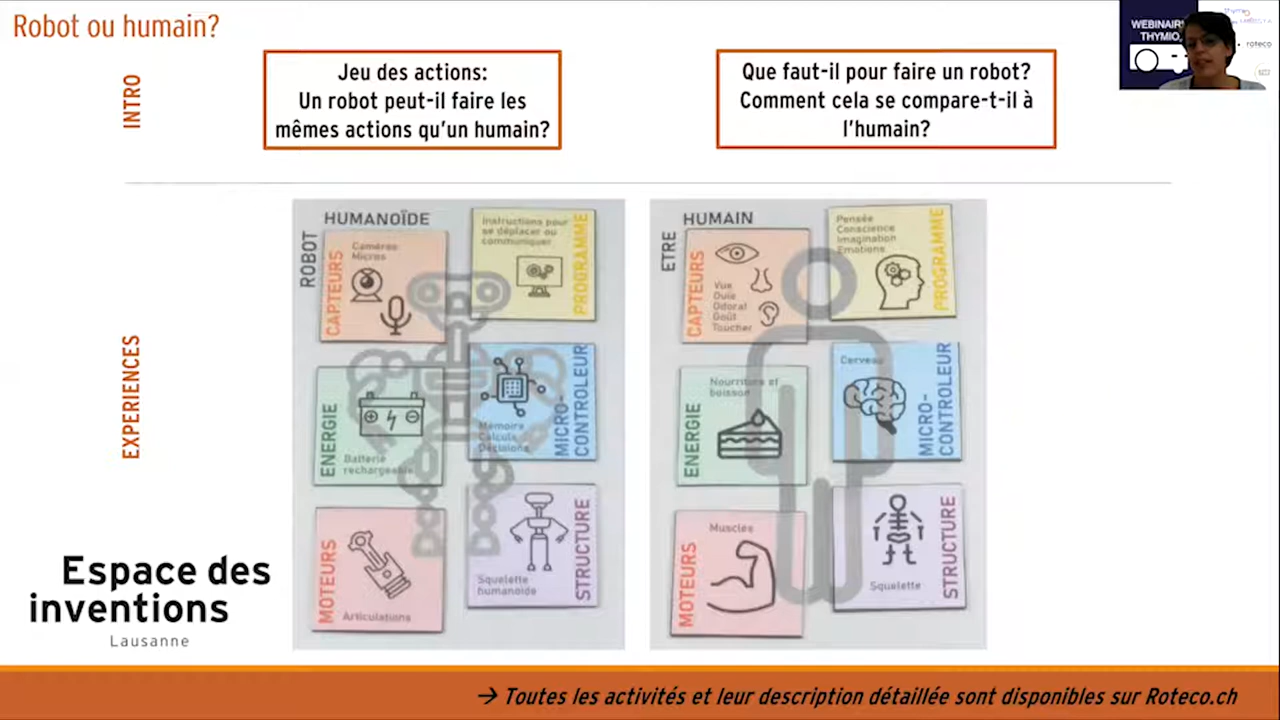 Robot ou humain?
WEBINAIRE
THYMIO
roteco
INTRO
Jeu des actions:
Un robot peut-il faire les
mêmes actions qu'un humain?
Que faut-il pour faire un robot?
Comment cela se compare-t-il à
l'humain?
EXPERIENCES
ROBOT
HUMANOÏDE
CAPTEURS
Caméras
Micros
Instructions pour
se déplacer ou
communiquer
PROGRAMME
ENERGIE
Batterie
rechargeable
Mémoire
Calculs
Décisions
MICRO-
CONTROLEUR
MOTEURS
Articulations
Squelette
humanoïde
STRUCTURE
ETRE
HUMAIN
CAPTEURS
Vue
Ouïe
Odorat
Goût
Toucher
Pensée
Conscience
Imagination
Emotions
PROGRAMME
ENERGIE
Nourriture et
boisson
Cerveau
MICRO-
CONTROLEUR
MOTEURS
Muscles
Squelette
STRUCTURE
Espace des
inventions
Lausanne
→ Toutes les activités et leur description détaillée sont disponibles sur Roteco.ch